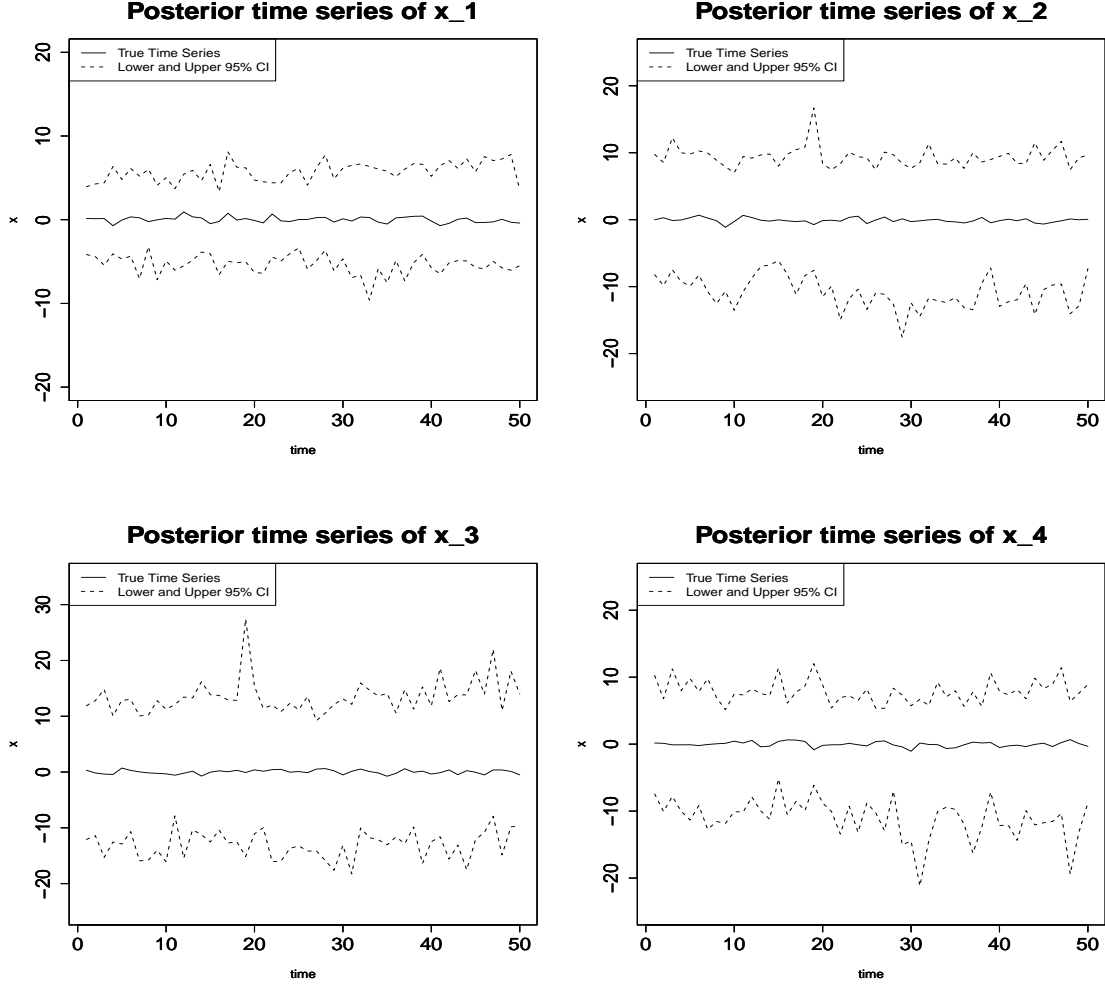 Posterior time series of x_1
True Time Series
Lower and Upper 95% CI
20
10
0
−10
−20
x
0 10 20 30 40 50
time
Posterior time series of x_2
True Time Series
Lower and Upper 95% CI
20
10
0
−10
−20
x
0 10 20 30 40 50
time
Posterior time series of x_3
True Time Series
Lower and Upper 95% CI
30
20
10
0
−10
−20
x
0 10 20 30 40 50
time
Posterior time series of x_4
True Time Series
Lower and Upper 95% CI
20
10
0
−10
−20
x
0 10 20 30 40 50
time